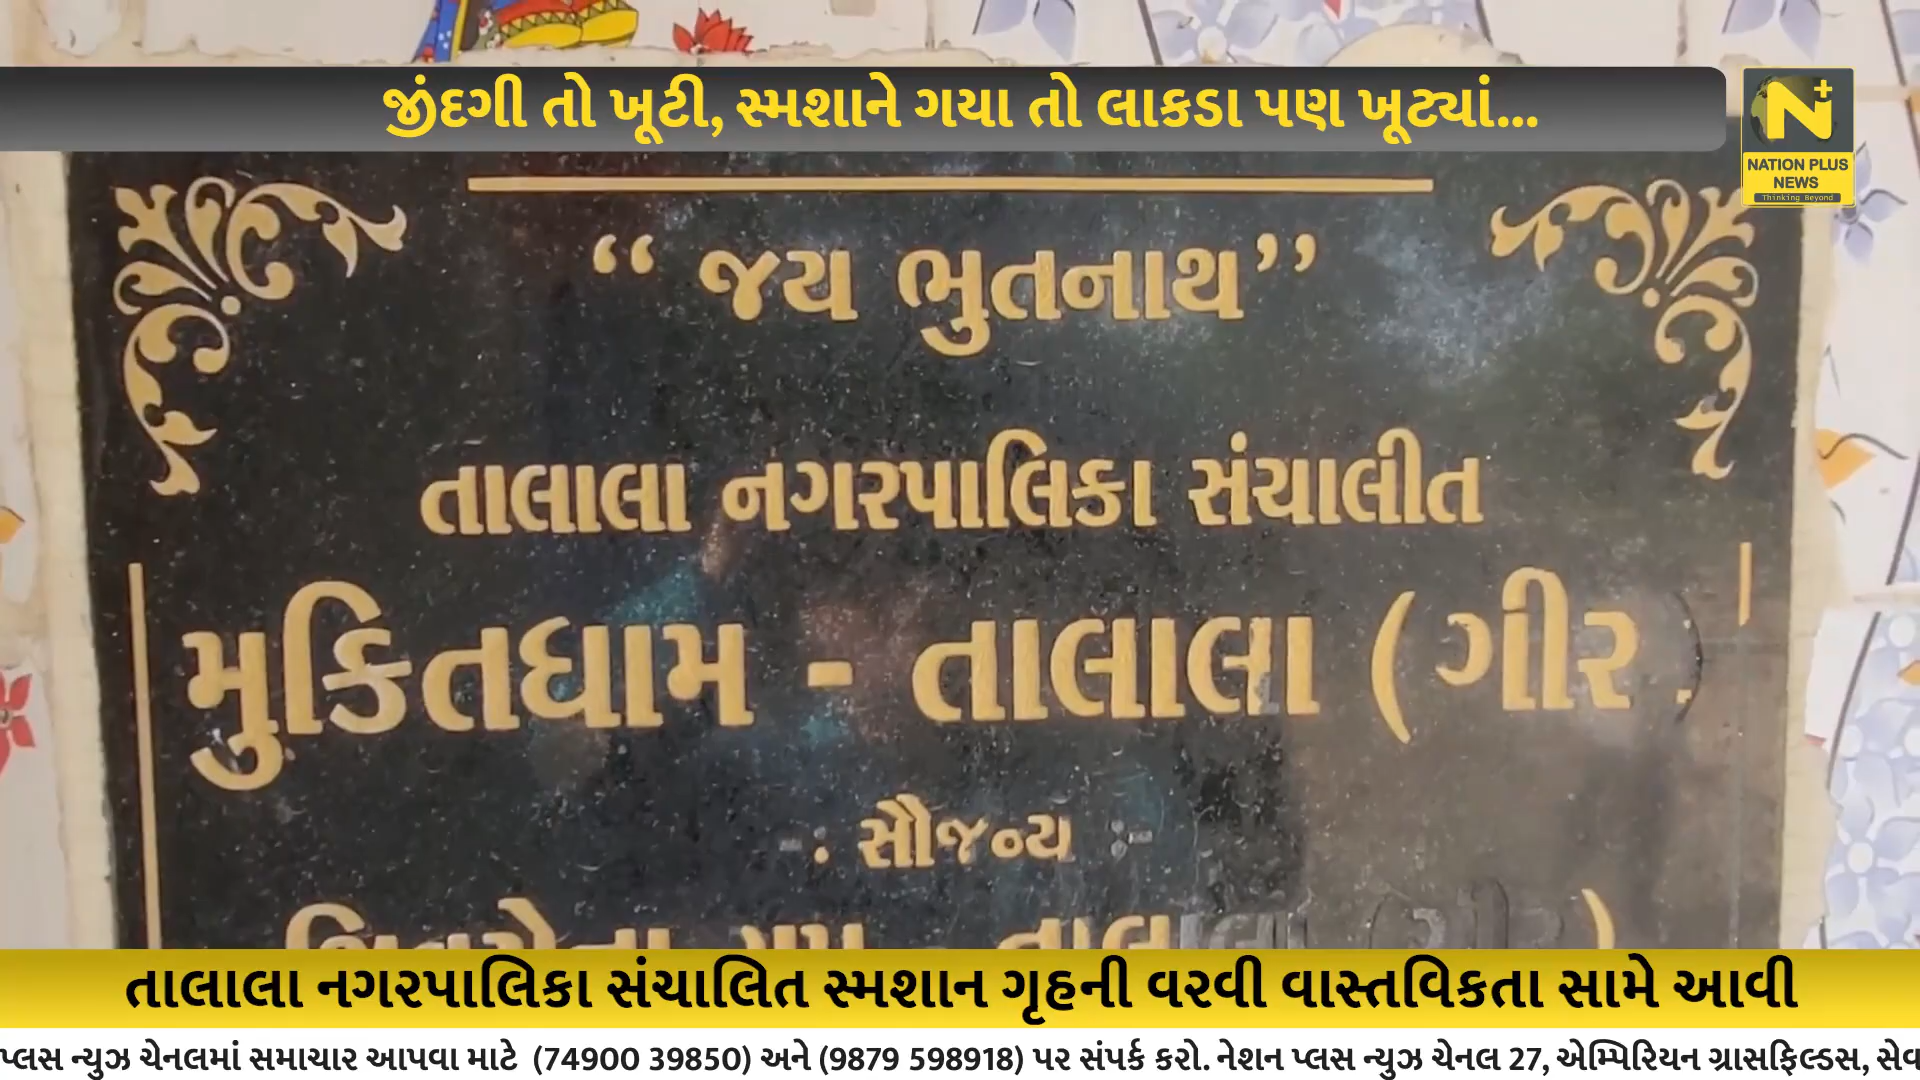 જીંદગી તો ખૂટી, સ્મશાને ગયા તો લાકડા પણ ખૂટ્યાં...
N+
NATION PLUS
NEWS
Thinking Beyond
“ જય ભુતનાથ ”
તાલાલા નગરપાલિકા સંચાલીત
મુકિતધામ - તાલાલા ( ગીર )
-: સૌજન્ય :-
તાલાલા નગરપાલિકા સંચાલિત સ્મશાન ગૃહની વરવી વાસ્તવિકતા સામે આવી
પ્લસ ન્યુઝ ચેનલમાં સમાચાર આપવા માટે (74900 39850) અને (9879 598918) પર સંપર્ક કરો. નેશન પ્લસ ન્યુઝ ચેનલ 27, એમ્પિરિયન ગ્રાસફિલ્ડસ,